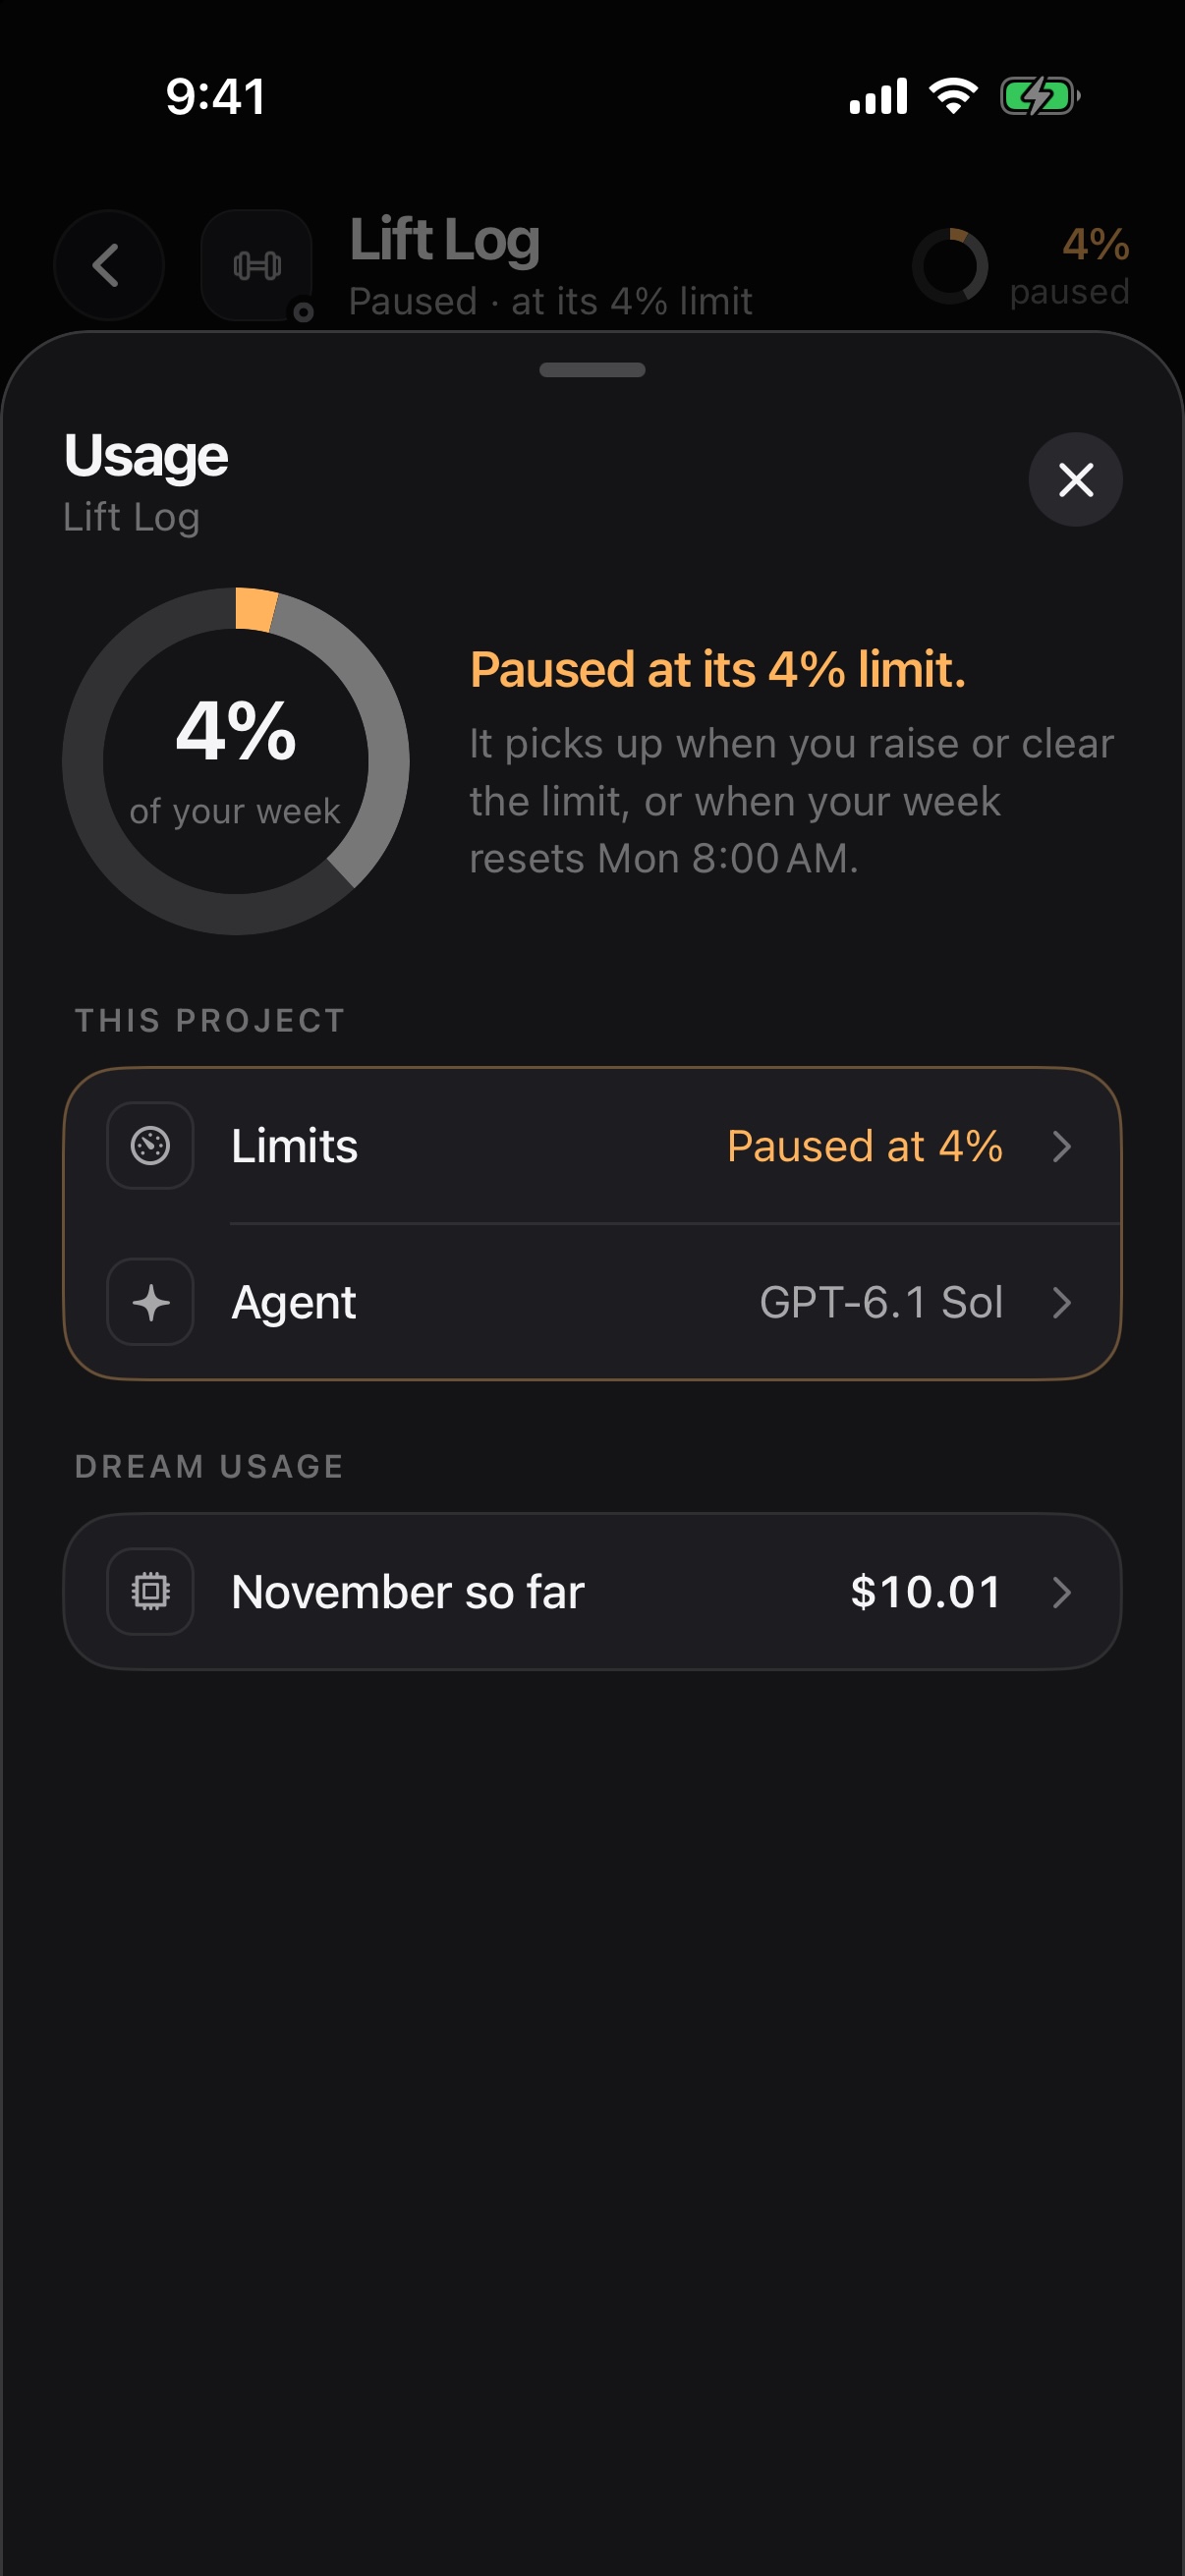 9:41
Lift Log
Paused · at its 4% limit
4%
paused
Usage
Lift Log
4%
of your week
Paused at its 4% limit.
It picks up when you raise or clear
the limit, or when your week
resets Mon 8:00 AM.
THIS PROJECT
Limits
Paused at 4%
Agent
GPT-6.1 Sol
DREAM USAGE
November so far
$10.01